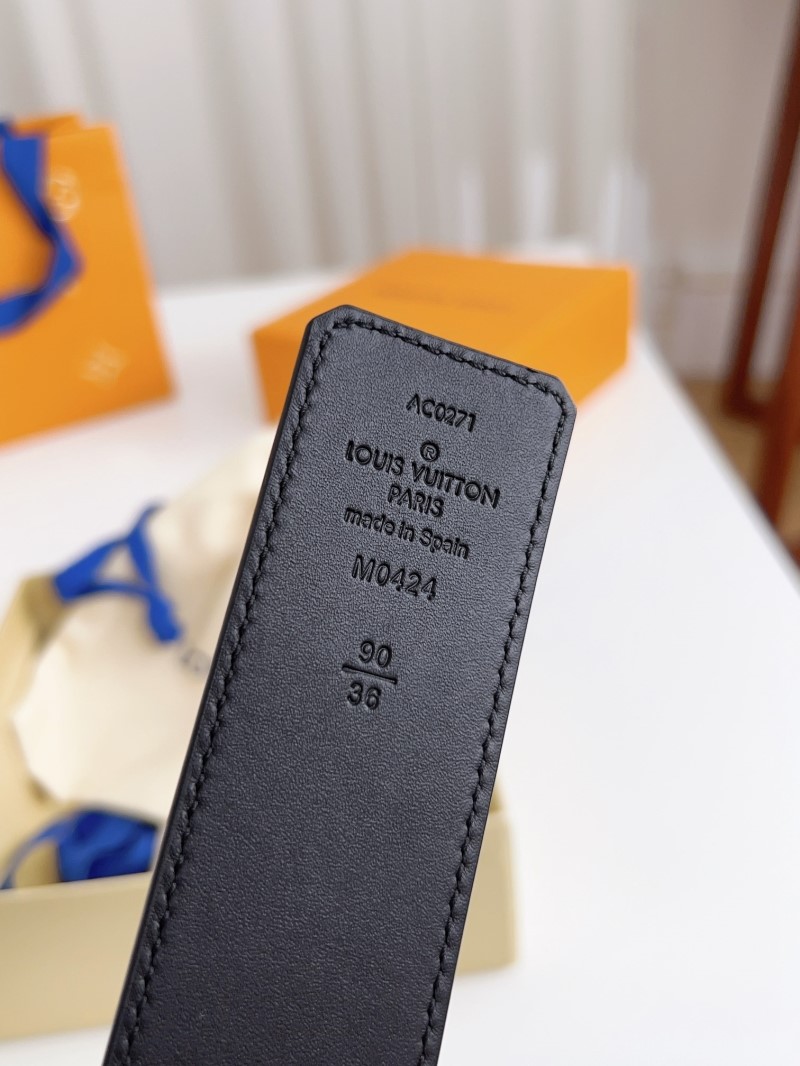 AC0271
®
LOUIS VUITTON
PARIS
made in Spain
M0424
90
36